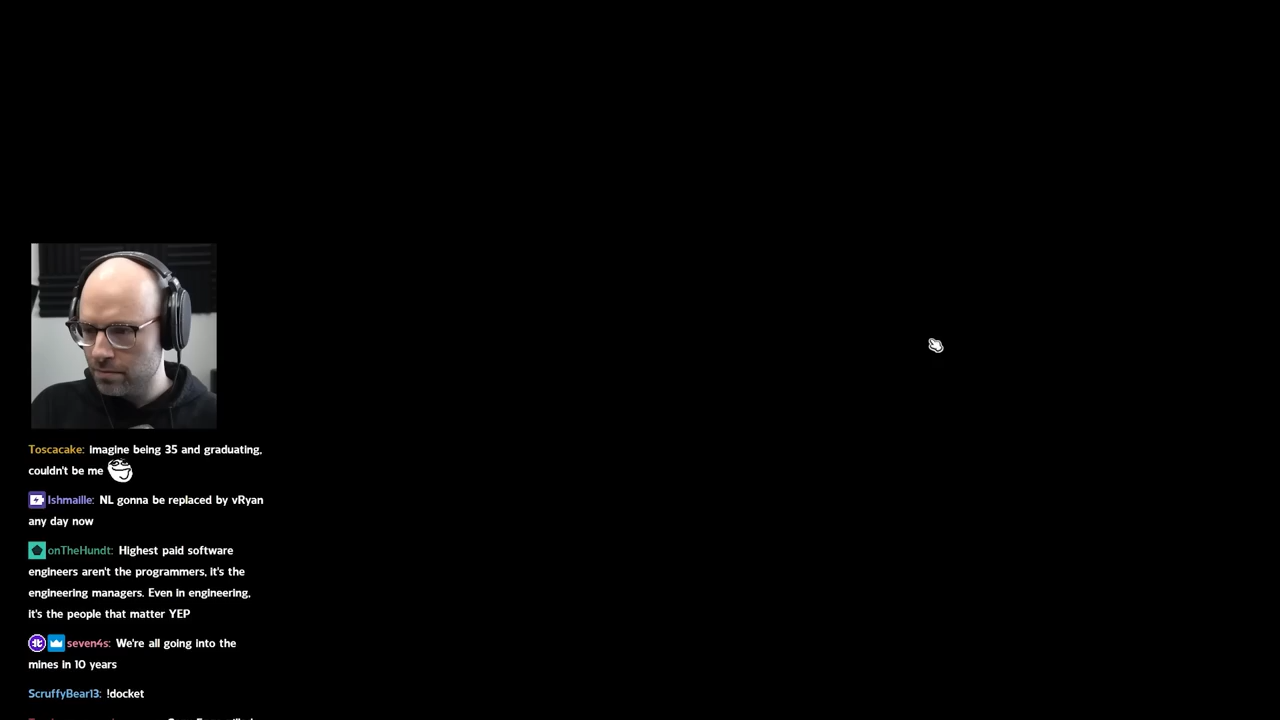 Toscacake: Imagine being 35 and graduating,
couldn't be me
Ishmaille: NL gonna be replaced by vRyan
any day now
onTheHundt: Highest paid software
engineers aren't the programmers, it's the
engineering managers. Even in engineering,
it's the people that matter YEP
seven4s: We're all going into the
mines in 10 years
ScruffyBear13: !docket